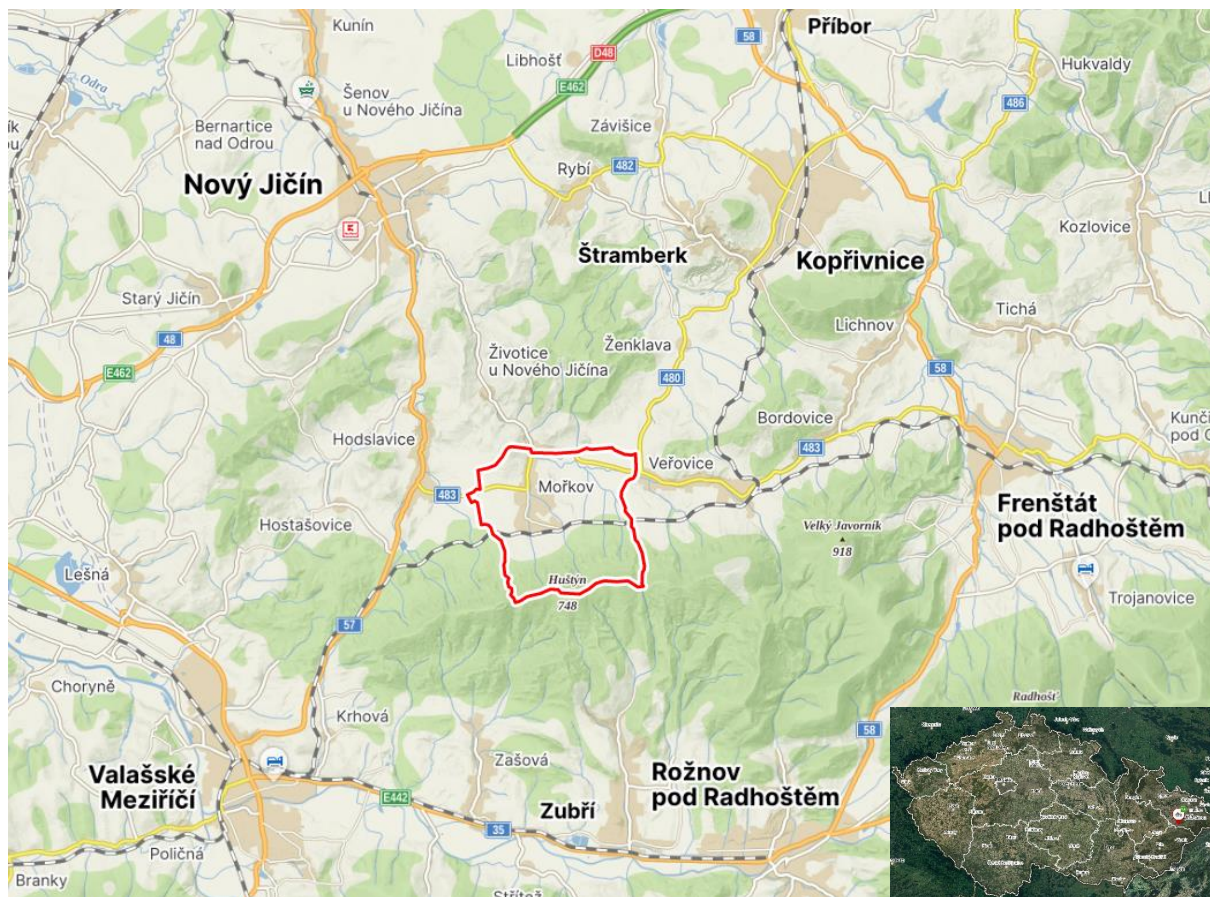 Kunín
Příbor
58
D48
Libhošť
E462
Hukvaldy
Odra
Šenov
u Nového Jičína
486
Bernartice
nad Odrou
Závišice
482
Rybí
Nový Jičín
Kozlovice
Štramberk
Kopřivnice
Starý Jičín
Tichá
Lichnov
48
Ženklava
Životice
u Nového Jičína
E462
480
58
Bordovice
Hodslavice
483
Veřovice
Mořkov
483
Frenštát
pod Radhoštěm
Hostašovice
Velký Javorník
918
Lešná
Huštýn
748
Trojanovice
57
Choryně
Krhová
Radhošť
58
Zašová
Valašské
Meziříčí
Rožnov
pod Radhoštěm
E442
Zubří
35
Poličná
Branky